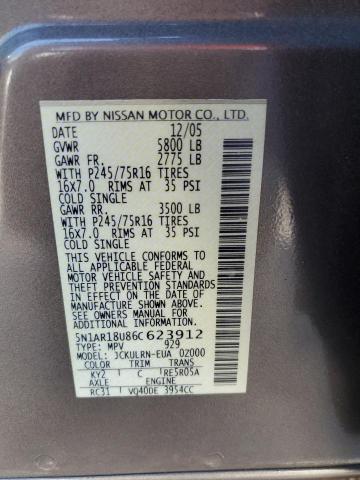 MFD BY NISSAN MOTOR CO., LTD.
DATE 12/05
GVWR 5800 LB
GAWR FR. 2775 LB
WITH P245/75R16 TIRES
16X7.0 RIMS AT 35 PSI
COLD SINGLE
GAWR RR. 3500 LB
WITH P245/75R16 TIRES
16X7.0 RIMS AT 35 PSI
COLD SINGLE
THIS VEHICLE CONFORMS TO
ALL APPLICABLE FEDERAL
MOTOR VEHICLE SAFETY AND
THEFT PREVENTION STANDARDS
IN EFFECT ON THE DATE OF
MANUFACTURE SHOWN ABOVE.
SEE OWNERS MANUAL FOR
ADDITIONAL INFORMATION.
5N1AR18U86C623912
TYPE: MPV 929
MODEL: JCKULRN-EUA 02000
COLOR TRIM TRANS
KY2 C RE5R05A
AXLE ENGINE
RC31 VQ40DE 3954CC